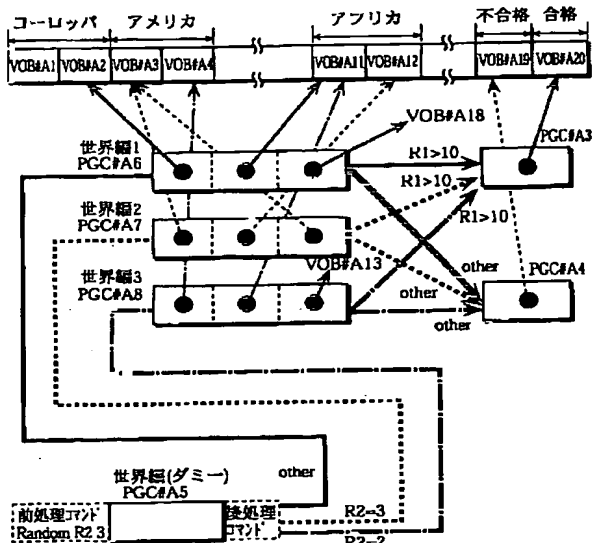 ヨーロッパ アメリカ アフリカ 不合格 合格
VOB#A1 VOB#A2 VOB#A3 VOB#A4 VOB#A11 VOB#A12 VOB#A19 VOB#A20
VOB#A18
世界編1
PGC#A6
R1>10
PGC#A3
R1>10
R1>10
世界編2
PGC#A7
VOB#A13
other
PGC#A4
世界編3
PGC#A8
other
other
世界編(ダミー)
PGC#A5
other
前処理コマンド
Random R2 3
後処理
コマンド
R2=3
R2=2